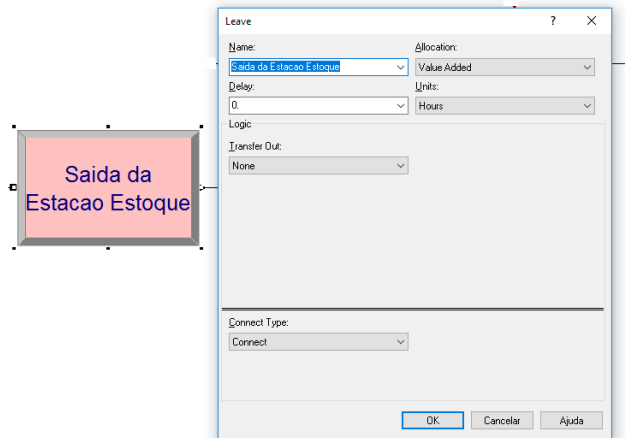 Leave
?
Name:
Allocation:
Saida da Estacao Estoque
Value Added
Delay:
Units:
0.
Hours
Logic
Transfer Out:
None
Saida da
Estacao Estoque
Connect Type:
Connect
OK
Cancelar
Ajuda